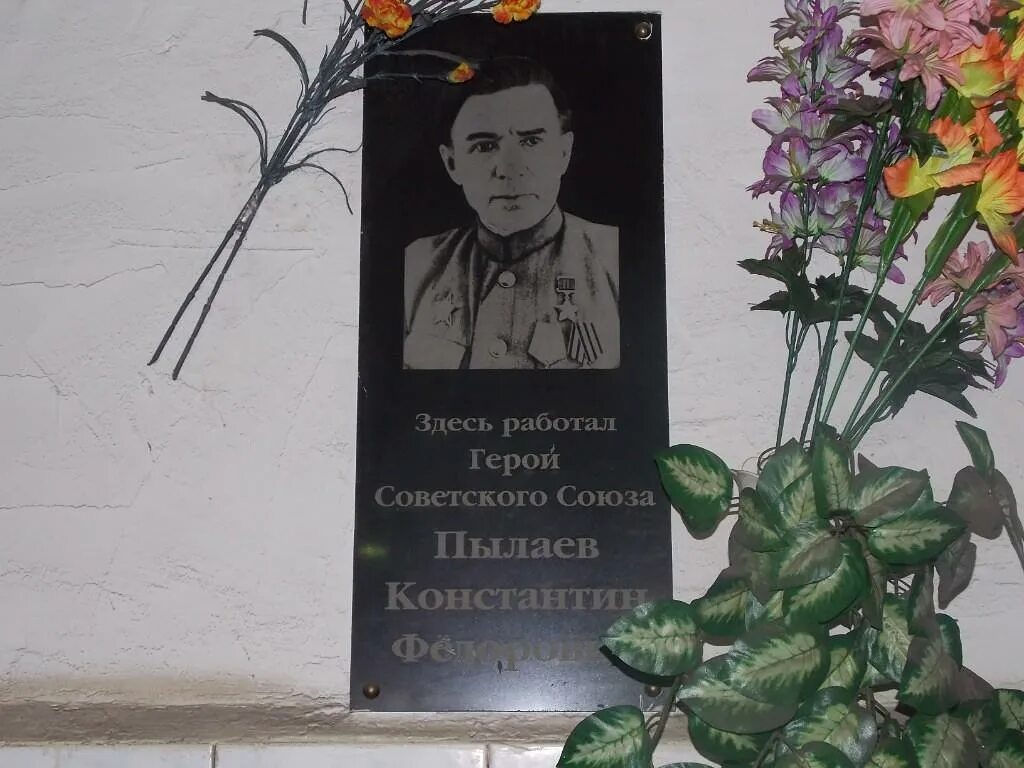 Здесь работал
Герой
Советского Союза
Пылаев
Константин